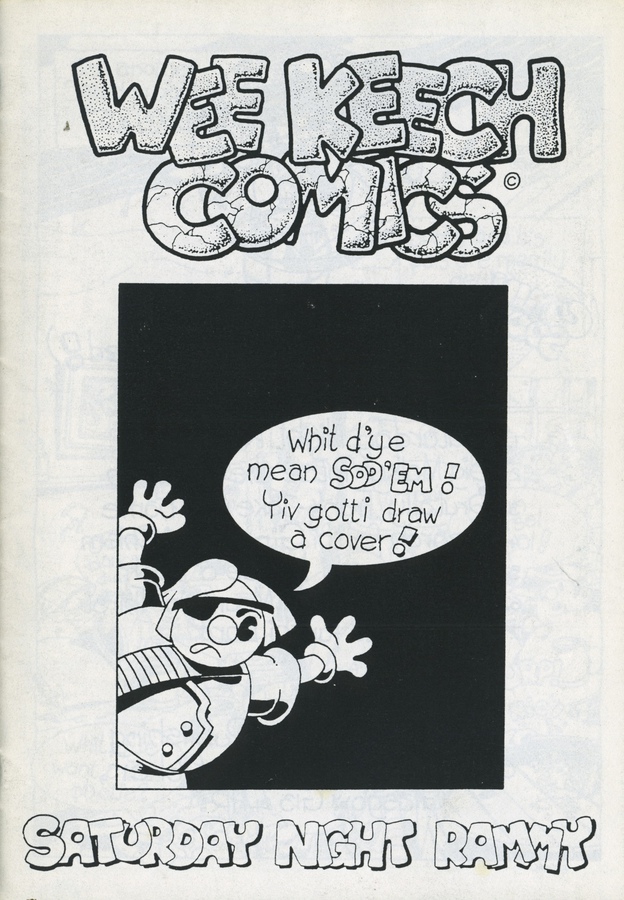 WEE KEECH
COMICS ©
Whit d'ye
mean SOD 'EM !
Yiv gotti draw
a cover!
SATURDAY NIGHT RAMMY